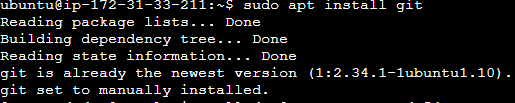 ubuntu@ip-172-31-33-211:~$ sudo apt install git
Reading package lists... Done
Building dependency tree... Done
Reading state information... Done
git is already the newest version (1:2.34.1-1ubuntu1.10).
git set to manually installed.